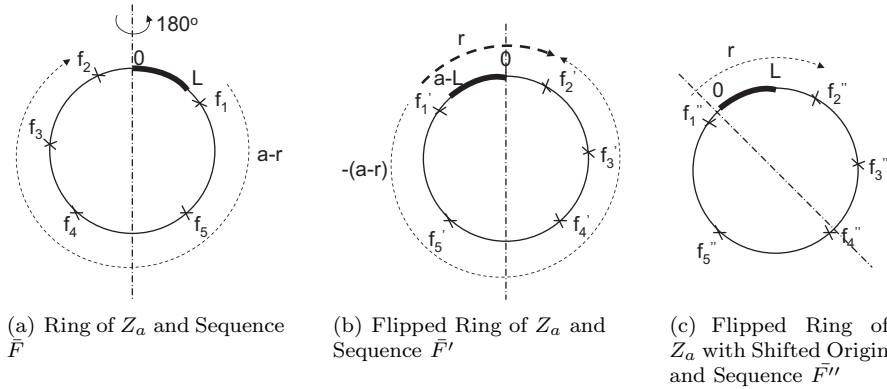 180o
0
L
f2
f1
f3
a-r
f4
f5
(a) Ring of Za and Sequence
F̄
r
a-L
0
f2'
f1'
f3'
-(a-r)
f4'
f5'
(b) Flipped Ring of Za and
Sequence F̄'
r
0
L
f2''
f1''
f3''
f4''
f5''
(c) Flipped Ring of
Za with Shifted Origin
and Sequence F̄''